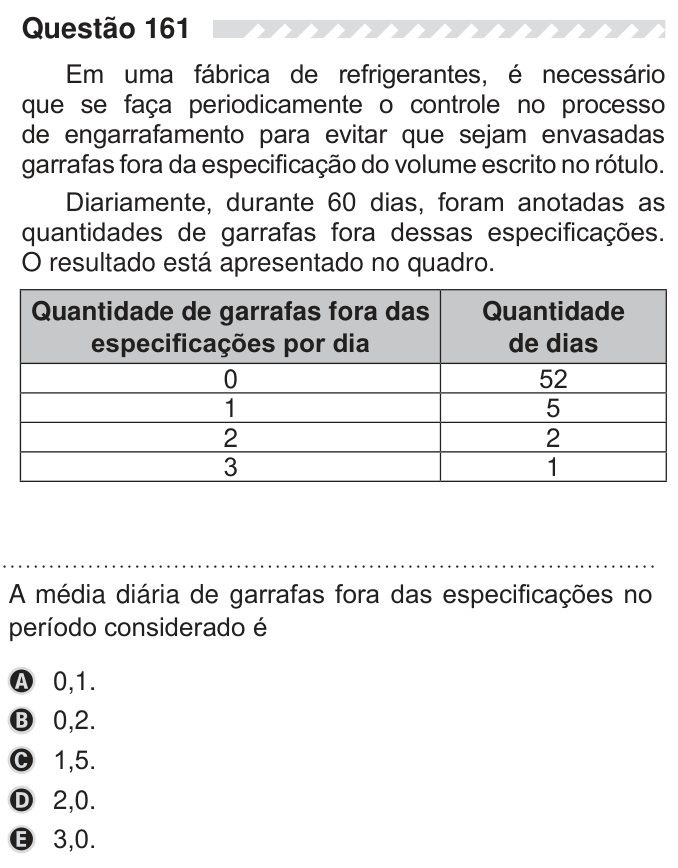 Questão 161
Em uma fábrica de refrigerantes, é necessário
que se faça periodicamente o controle no processo
de engarrafamento para evitar que sejam envasadas
garrafas fora da especificação do volume escrito no rótulo.
Diariamente, durante 60 dias, foram anotadas as
quantidades de garrafas fora dessas especificações.
O resultado está apresentado no quadro.
Quantidade de garrafas fora das especificações por dia
Quantidade de dias
0 52
1 5
2 2
3 1
A média diária de garrafas fora das especificações no
período considerado é
A 0,1.
B 0,2.
C 1,5.
D 2,0.
E 3,0.